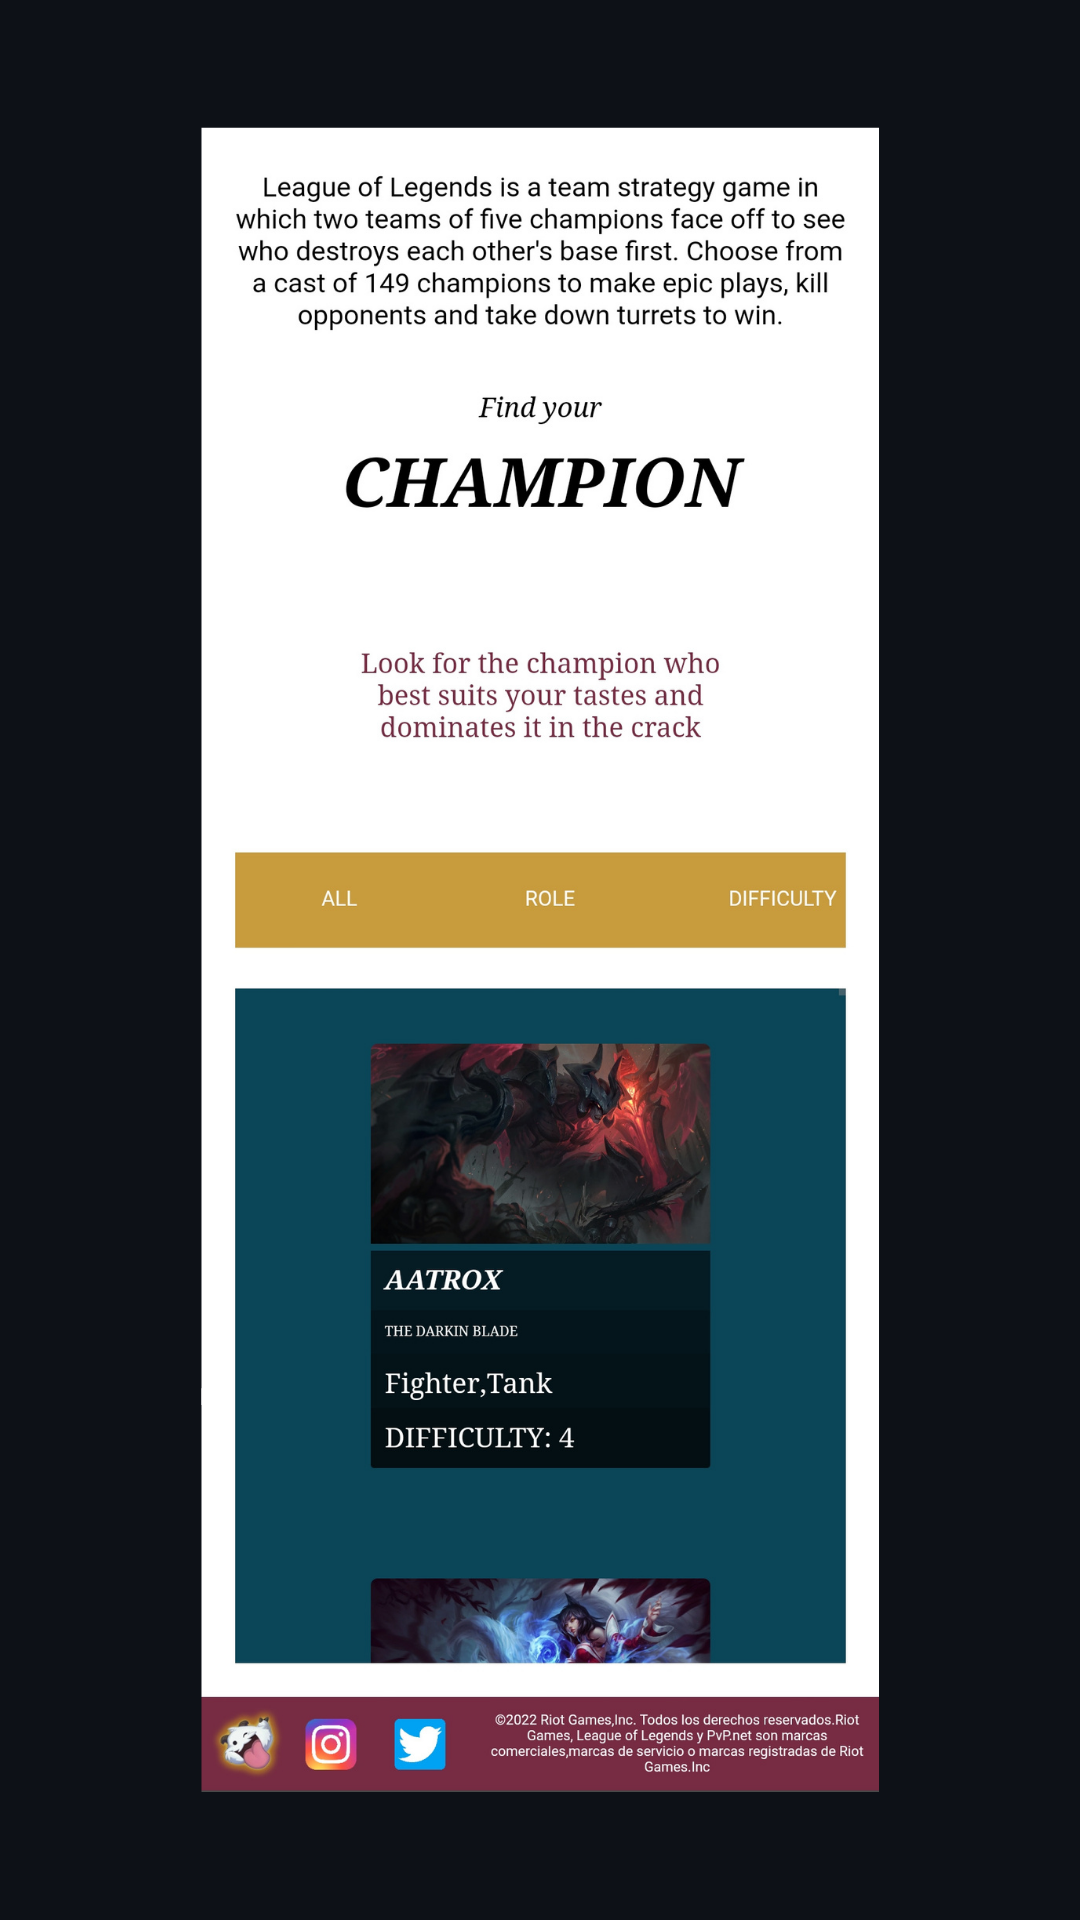 League of Legends is a team strategy game in
which two teams of five champions face off to see
who destroys each other's base first. Choose from
a cast of 149 champions to make epic plays, kill
opponents and take down turrets to win.
Find your
CHAMPION
Look for the champion who
best suits your tastes and
dominates it in the crack
ALL ROLE DIFFICULTY
AATROX
THE DARKIN BLADE
Fighter,Tank
DIFFICULTY: 4
©2022 Riot Games,Inc. Todos los derechos reservados.Riot
Games, League of Legends y PvP.net son marcas
comerciales,marcas de servicio o marcas registradas de Riot
Games.Inc